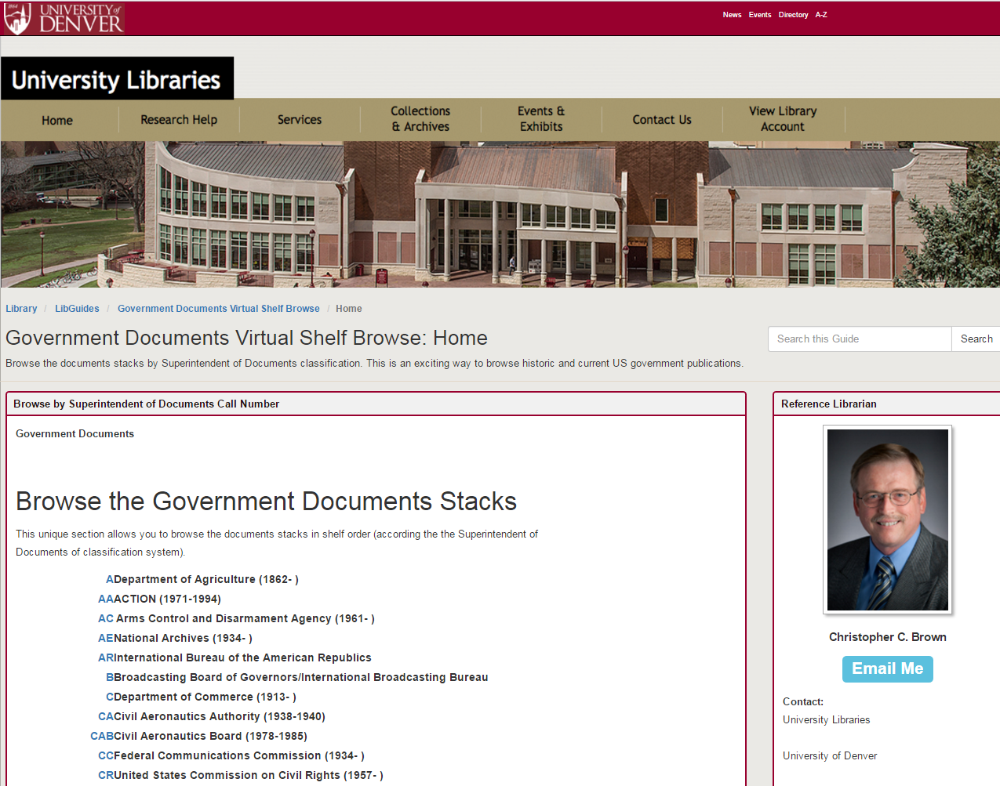 1864
UNIVERSITY of
DENVER
News Events Directory A-Z
University Libraries
Home
Research Help
Services
Collections
& Archives
Events &
Exhibits
Contact Us
View Library
Account
Library / LibGuides / Government Documents Virtual Shelf Browse / Home
Government Documents Virtual Shelf Browse: Home
Search this Guide
Search
Browse the documents stacks by Superintendent of Documents classification. This is an exciting way to browse historic and current US government publications.
Browse by Superintendent of Documents Call Number
Government Documents
Browse the Government Documents Stacks
This unique section allows you to browse the documents stacks in shelf order (according the the Superintendent of
Documents of classification system).
ADepartment of Agriculture (1862- )
AAACTION (1971-1994)
AC Arms Control and Disarmament Agency (1961- )
AENational Archives (1934- )
ARInternational Bureau of the American Republics
BBroadcasting Board of Governors/International Broadcasting Bureau
CDepartment of Commerce (1913- )
CACivil Aeronautics Authority (1938-1940)
CABCivil Aeronautics Board (1978-1985)
CCFederal Communications Commission (1934- )
CRUnited States Commission on Civil Rights (1957- )
Reference Librarian
Christopher C. Brown
Email Me
Contact:
University Libraries
University of Denver